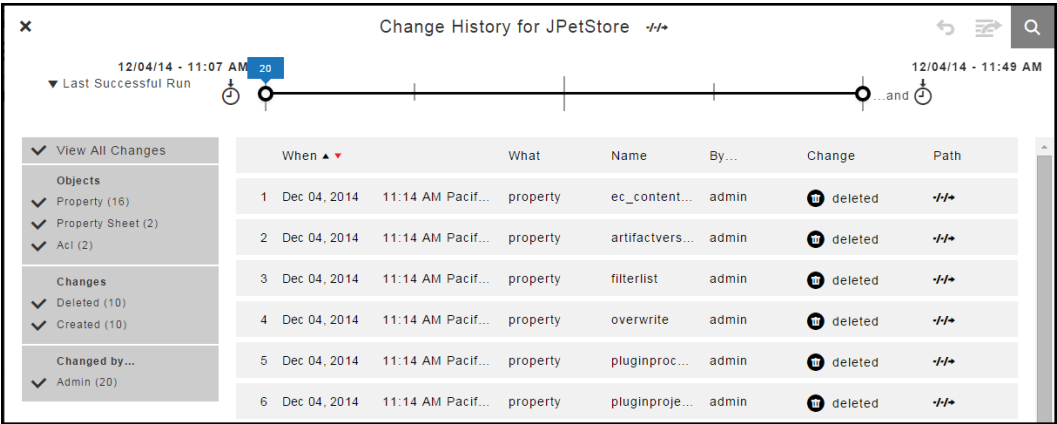 Change History for JPetStore
12/04/14 - 11:07 AM
20
12/04/14 - 11:49 AM
Last Successful Run
...and
View All Changes
Objects
Property (16)
Property Sheet (2)
Acl (2)
Changes
Deleted (10)
Created (10)
Changed by...
Admin (20)
When What Name By... Change Path
1 Dec 04, 2014 11:14 AM Pacif... property ec_content... admin deleted
2 Dec 04, 2014 11:14 AM Pacif... property artifactvers... admin deleted
3 Dec 04, 2014 11:14 AM Pacif... property filterlist admin deleted
4 Dec 04, 2014 11:14 AM Pacif... property overwrite admin deleted
5 Dec 04, 2014 11:14 AM Pacif... property pluginproc... admin deleted
6 Dec 04, 2014 11:14 AM Pacif... property pluginproje... admin deleted